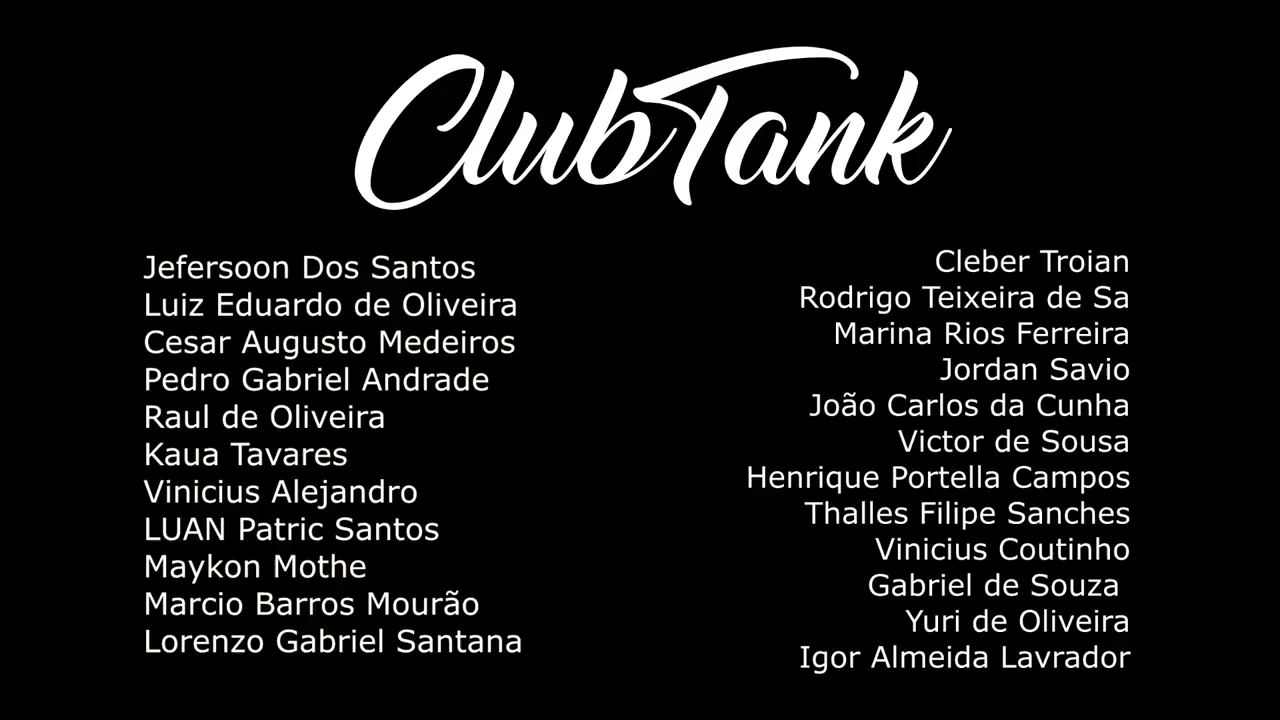 ClubTank
Jefersoon Dos Santos
Luiz Eduardo de Oliveira
Cesar Augusto Medeiros
Pedro Gabriel Andrade
Raul de Oliveira
Kaua Tavares
Vinicius Alejandro
LUAN Patric Santos
Maykon Mothe
Marcio Barros Mourão
Lorenzo Gabriel Santana
Cleber Troian
Rodrigo Teixeira de Sa
Marina Rios Ferreira
Jordan Savio
João Carlos da Cunha
Victor de Sousa
Henrique Portella Campos
Thalles Filipe Sanches
Vinicius Coutinho
Gabriel de Souza
Yuri de Oliveira
Igor Almeida Lavrador